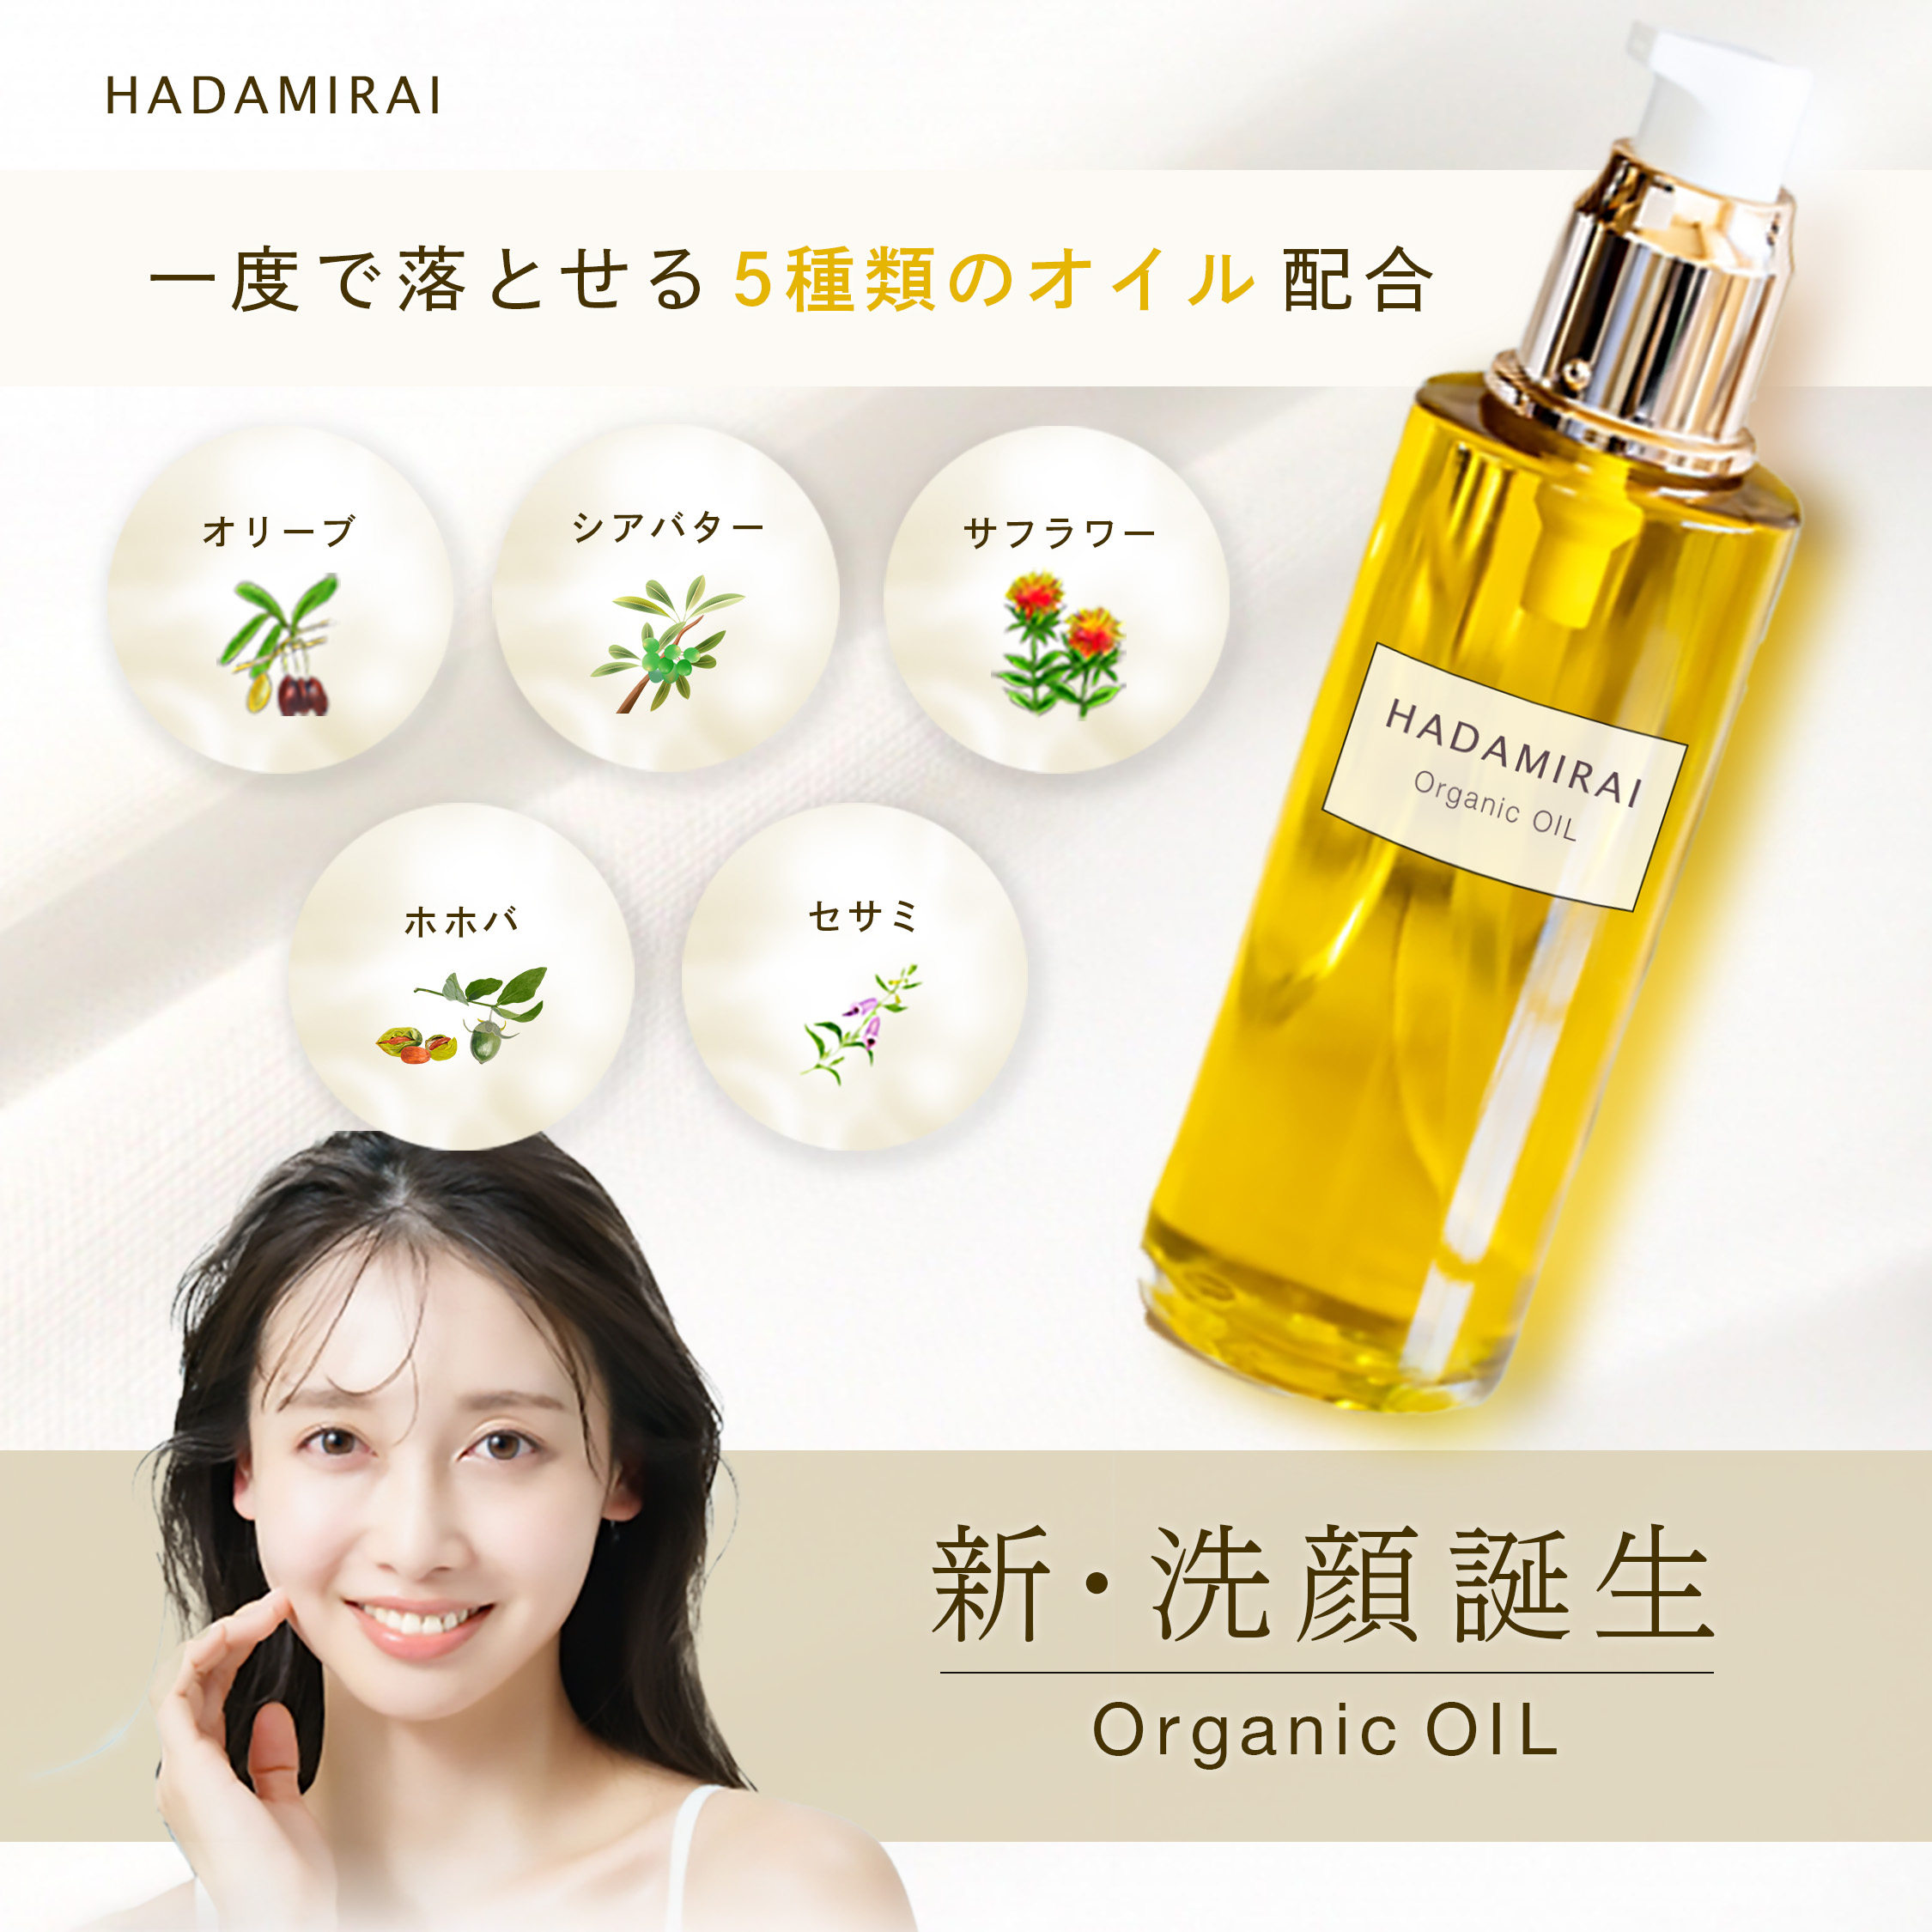 HADAMIRAI
一度で落とせる 5種類のオイル 配合
オリーブ
シアバター
サフラワー
ホホバ
セサミ
HADAMIRAI
Organic OIL
新・洗顔誕生
Organic OIL